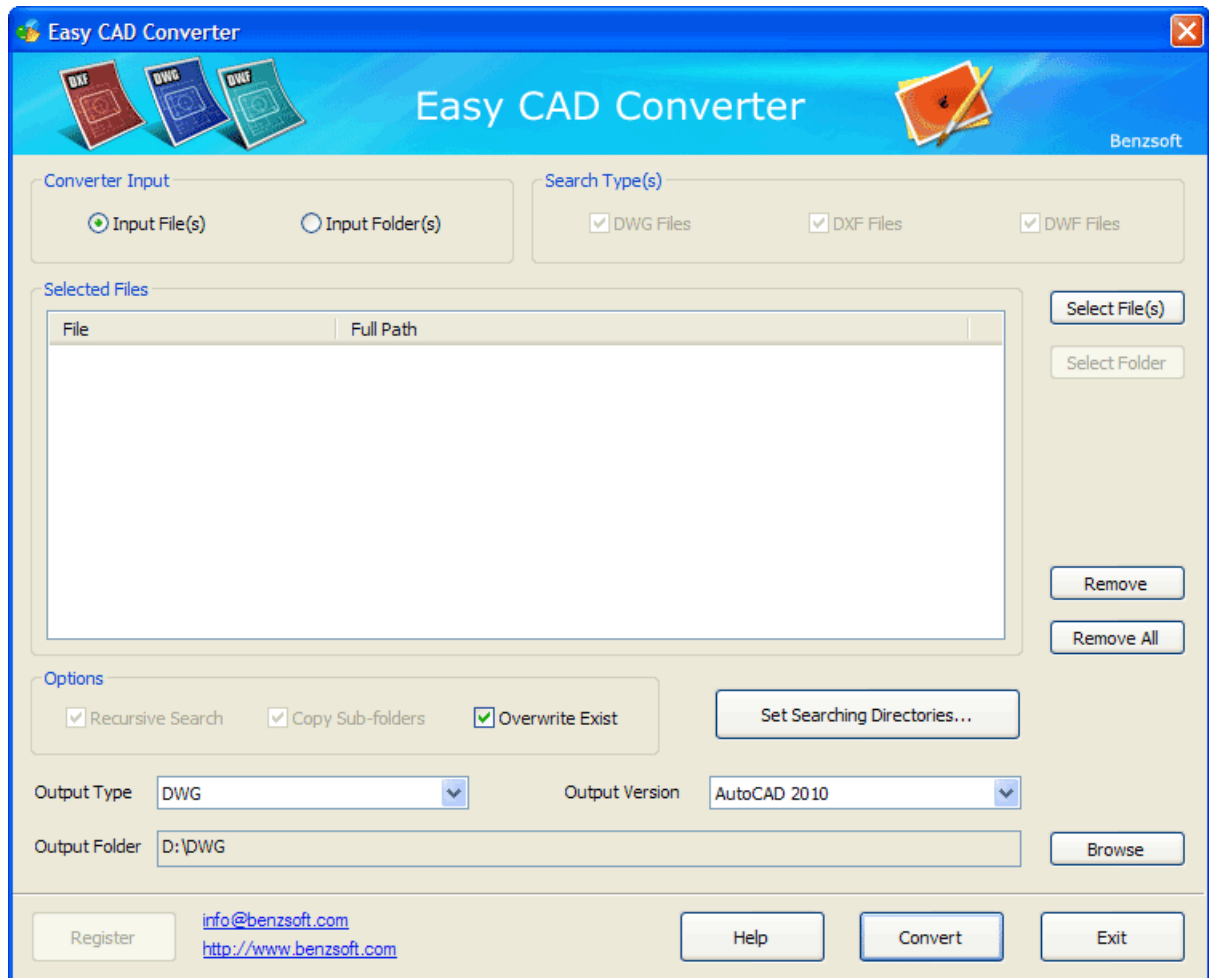 Easy CAD Converter
DXF
DWG
DWF
Easy CAD Converter
Benzsoft
Converter Input
Input File(s)
Input Folder(s)
Search Type(s)
DWG Files
DXF Files
DWF Files
Selected Files
File
Full Path
Select File(s)
Select Folder
Remove
Remove All
Options
Recursive Search
Copy Sub-folders
Overwrite Exist
Set Searching Directories...
Output Type
DWG
Output Version
AutoCAD 2010
Output Folder
D:\DWG
Browse
Register
info@benzsoft.com
http://www.benzsoft.com
Help
Convert
Exit